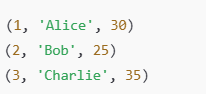 (1, 'Alice', 30)
(2, 'Bob', 25)
(3, 'Charlie', 35)